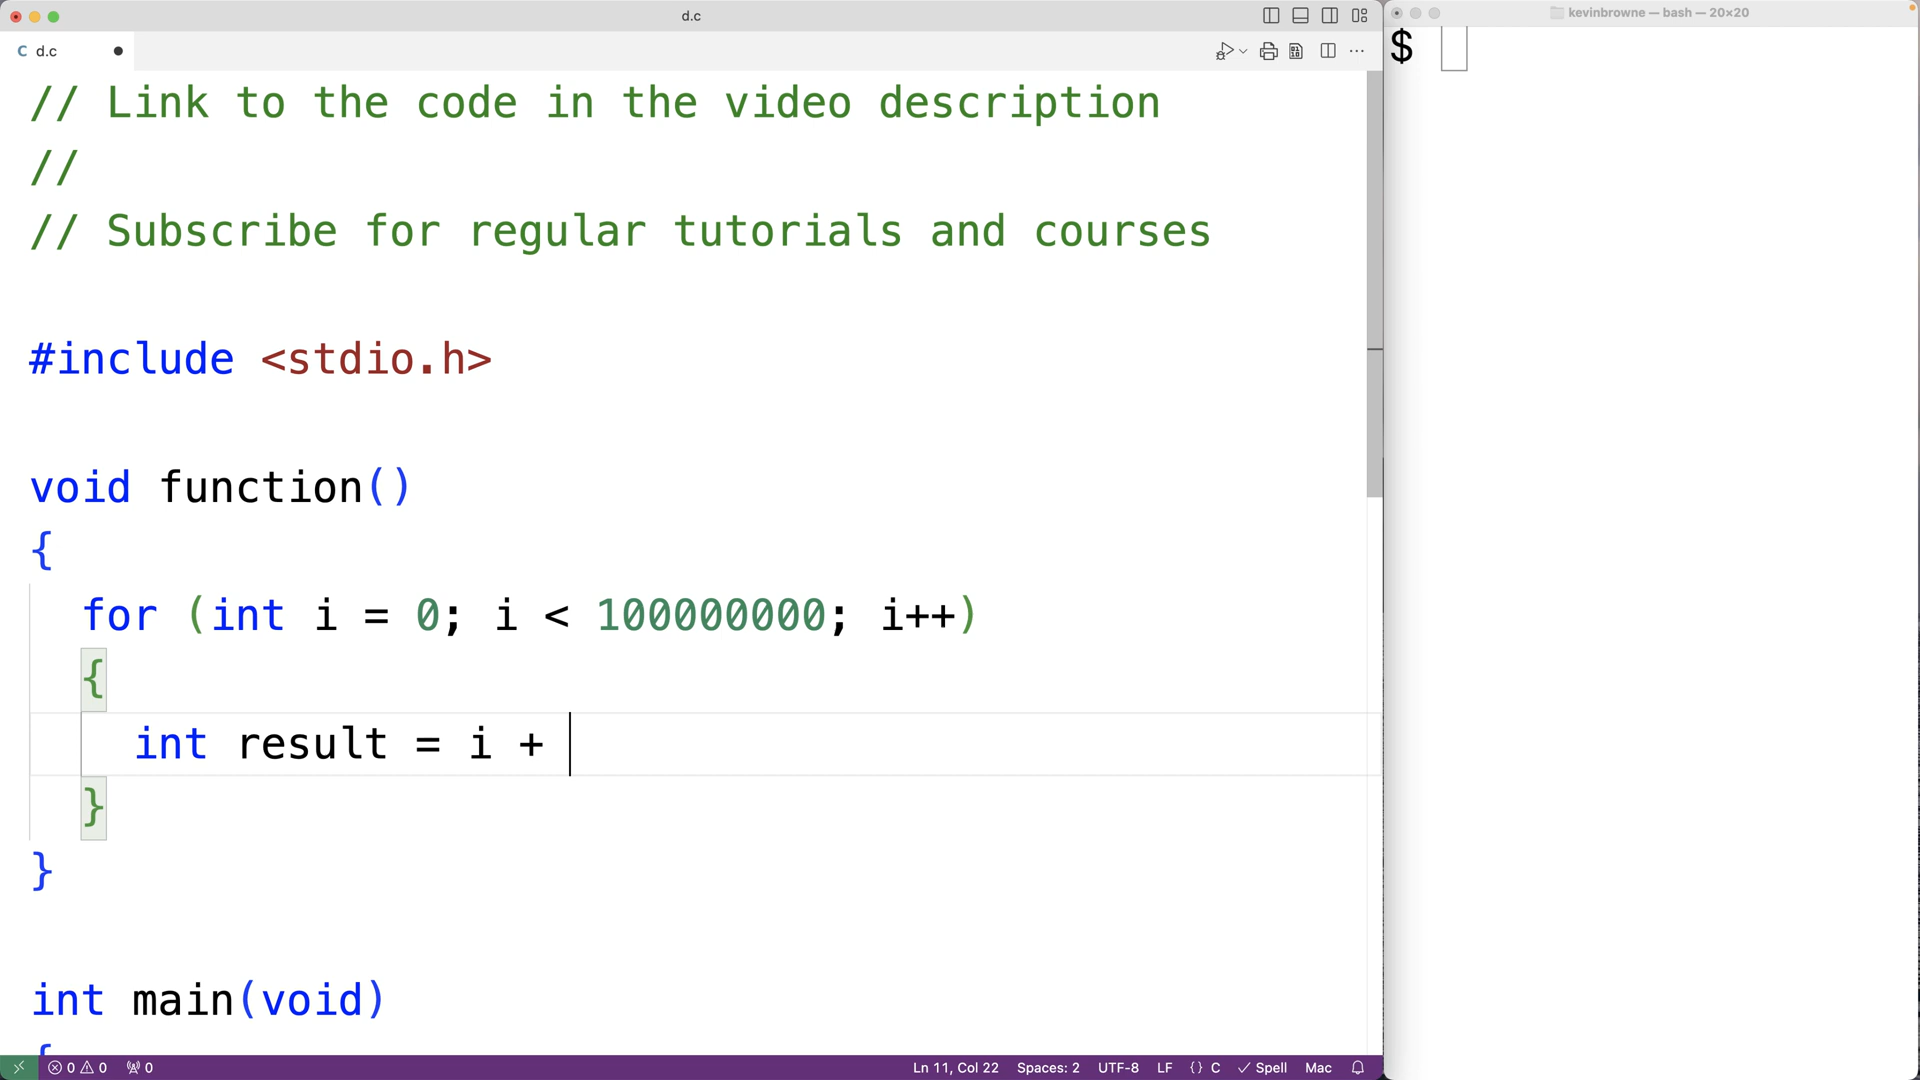 d.c
kevinbrowne — bash — 20×20
C d.c
$
// Link to the code in the video description
//
// Subscribe for regular tutorials and courses
#include <stdio.h>
void function()
{
for (int i = 0; i < 100000000; i++)
{
int result = i +
}
}
int main(void)
{
0 0 0 Ln 11, Col 22 Spaces: 2 UTF-8 LF {} C Spell Mac